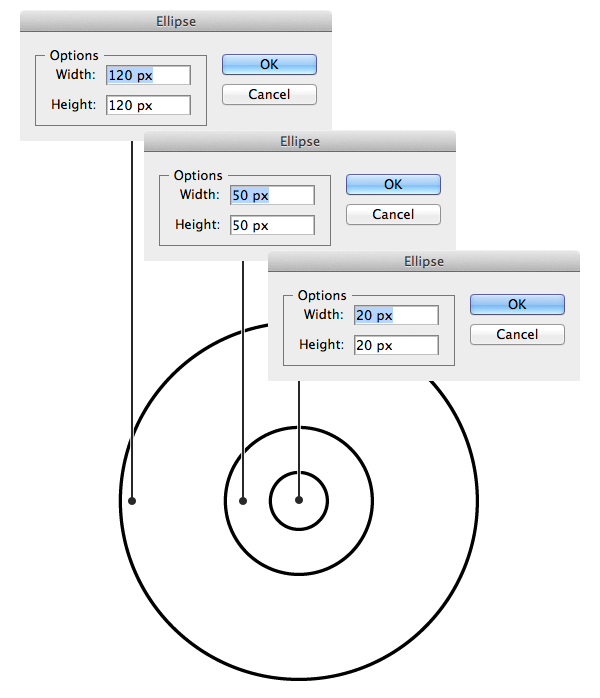 Ellipse
Options
Width: 120 px
Height: 120 px
OK
Cancel
Ellipse
Options
Width: 50 px
Height: 50 px
OK
Cancel
Ellipse
Options
Width: 20 px
Height: 20 px
OK
Cancel